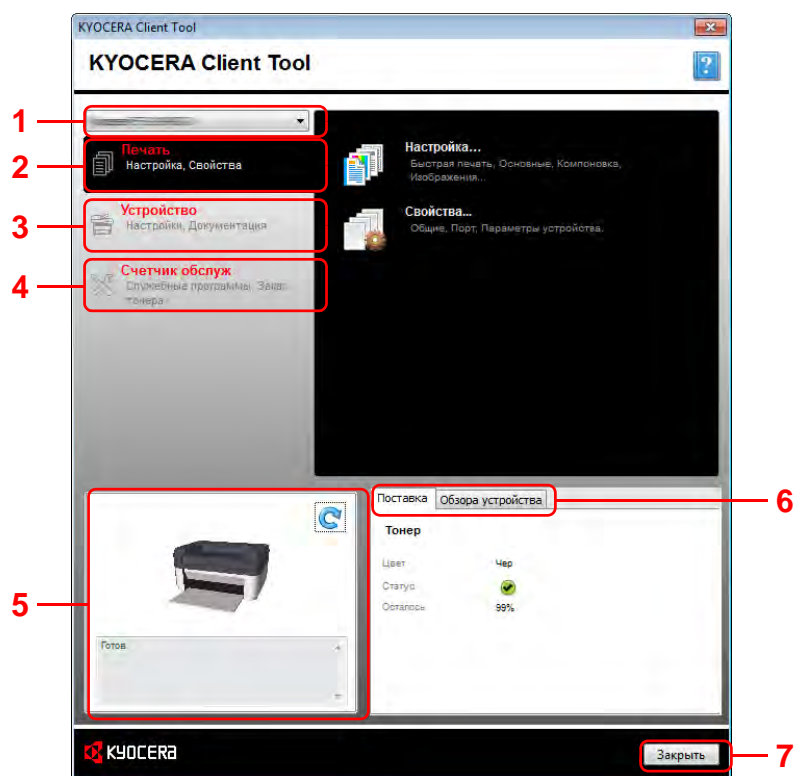 KYOCERA Client Tool
KYOCERA Client Tool
?
1
2
Печать
Настройка, Свойства
3
Устройство
Настройки, Документация
4
Счетчик обслуж
Служебные программы, Заказ
тонера
Настройка...
Быстрая печать, Основные, Компоновка,
Изображения...
Свойства...
Общие, Порт, Параметры устройства.
5
Готов
6
Поставка
Обзора устройства
Тонер
Цвет Чер
Статус
Осталось 99%
KYOCERA
Закрыть
7